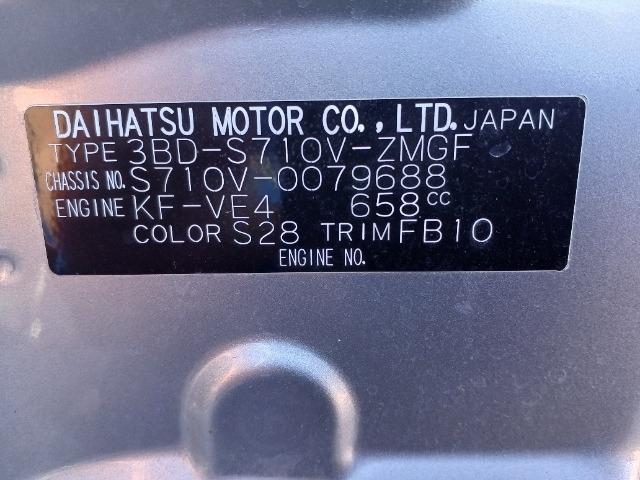 DAIHATSU MOTOR CO., LTD. JAPAN
TYPE 3BD-S710V-ZMGF
CHASSIS NO. S710V-0079688
ENGINE KF-VE4 658cc
COLOR S28 TRIM FB10
ENGINE NO.